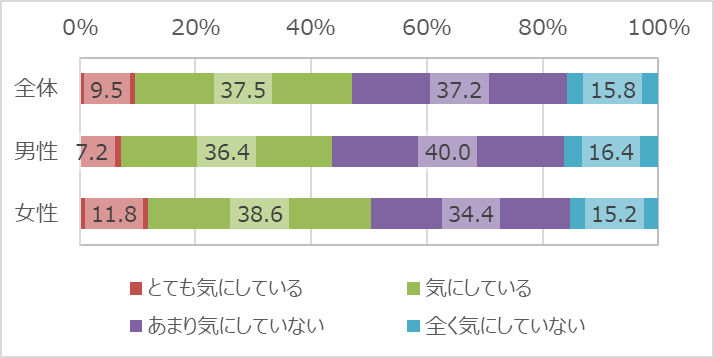 0% 20% 40% 60% 80% 100%
全体 9.5 37.5 37.2 15.8
男性 7.2 36.4 40.0 16.4
女性 11.8 38.6 34.4 15.2
とても気にしている 気にしている
あまり気にしていない 全く気にしていない